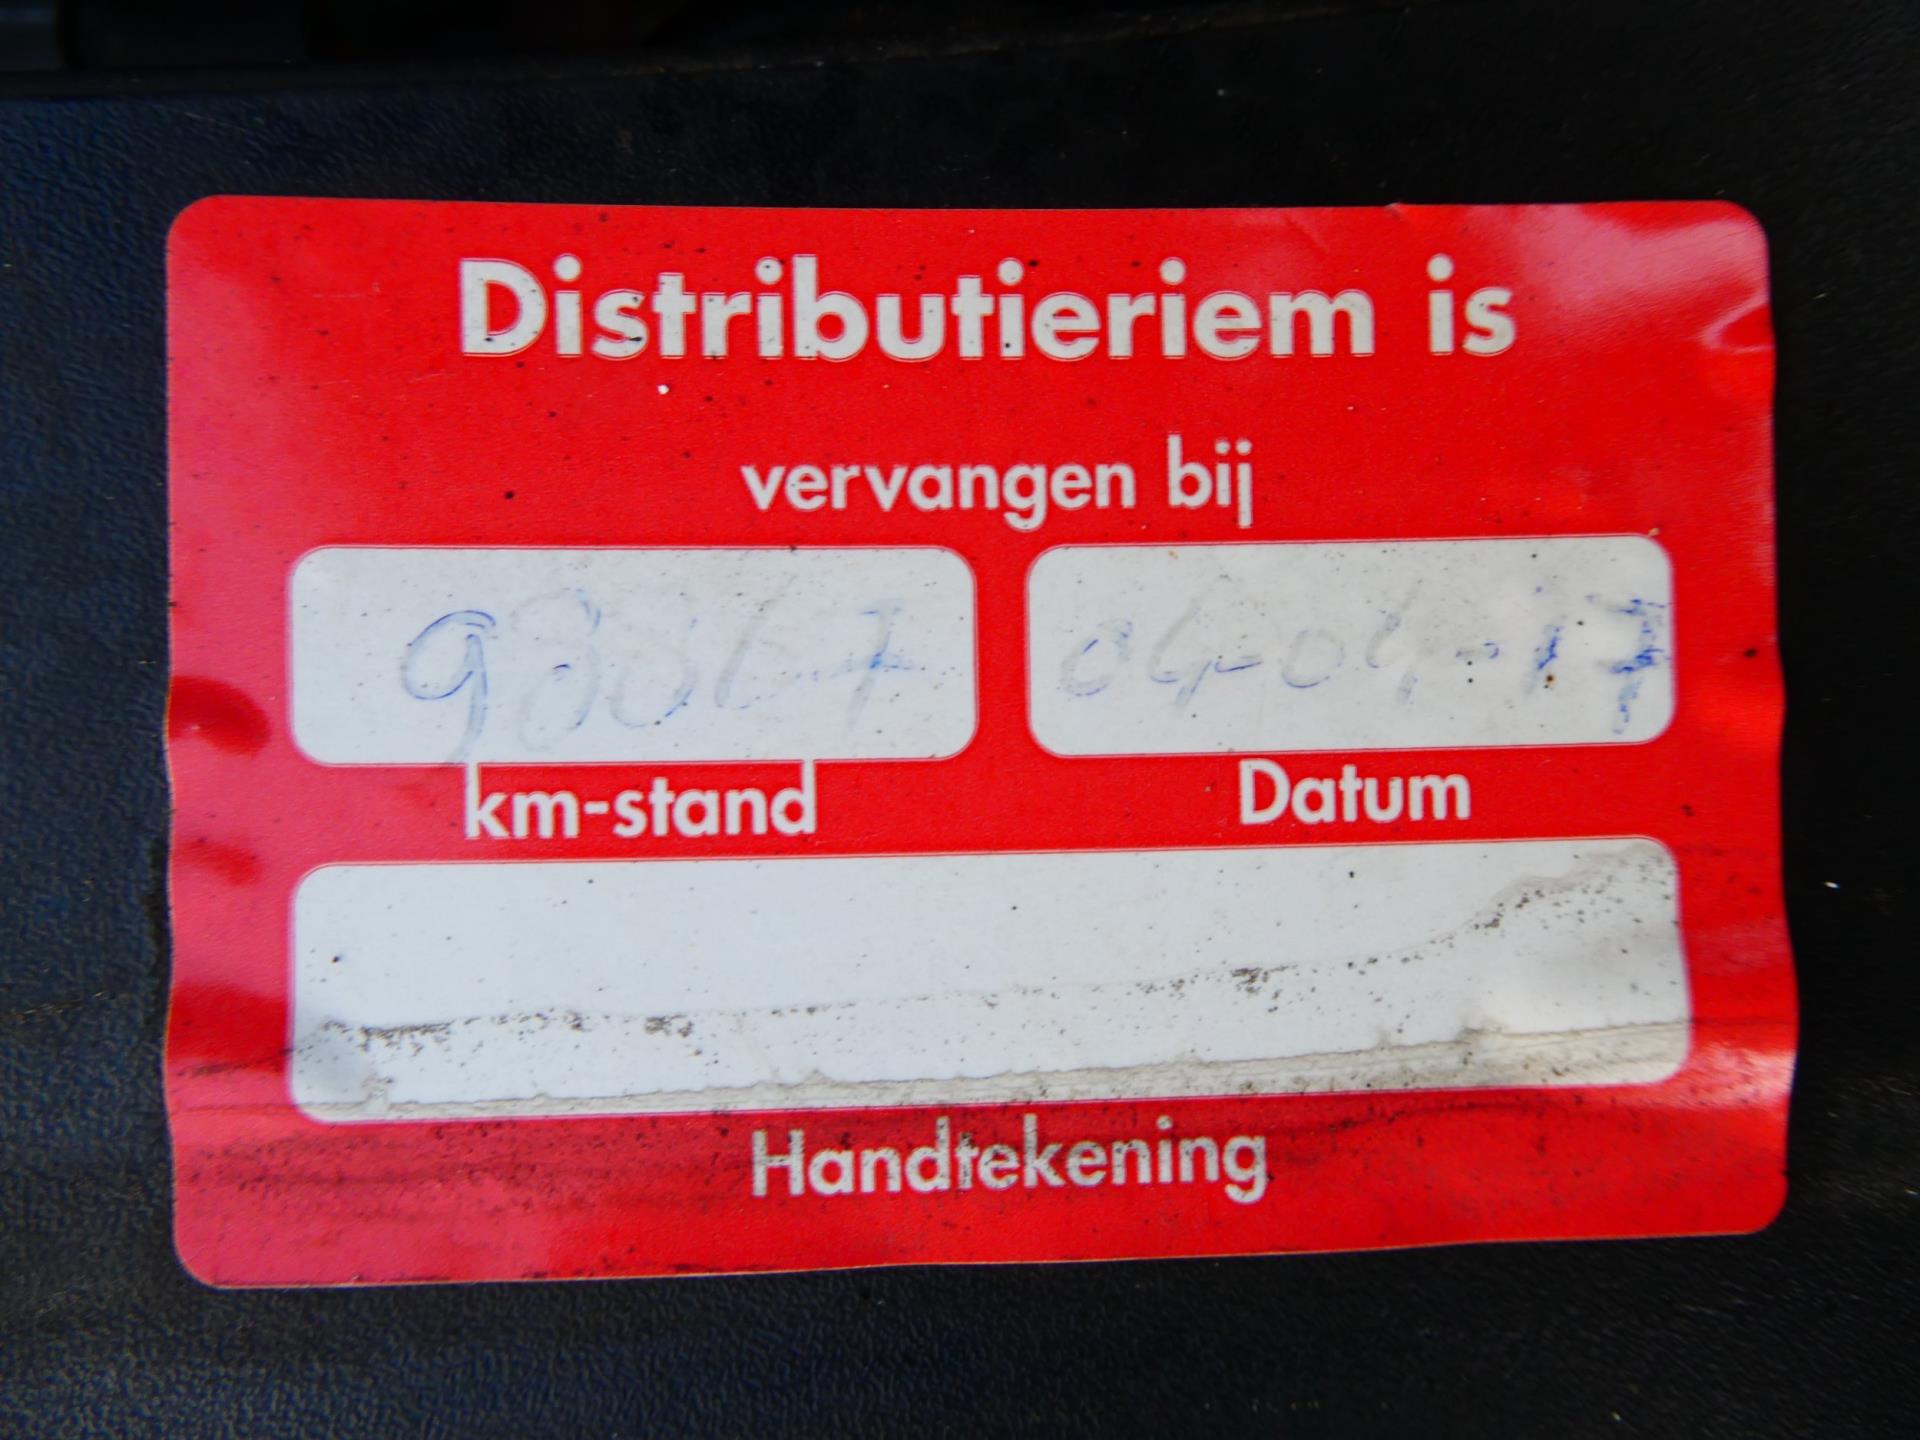 Distributieriem is
vervangen bij
04-04-17
km-stand Datum
Handtekening